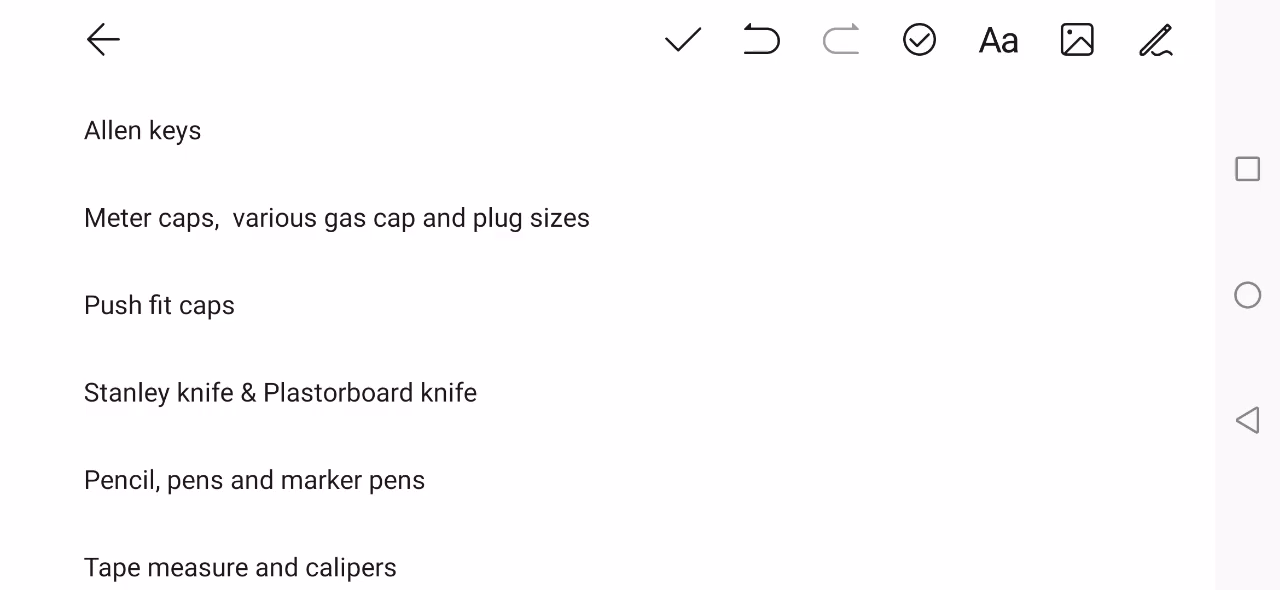 Aa
Allen keys
Meter caps,  various gas cap and plug sizes
Push fit caps
Stanley knife & Plastorboard knife
Pencil, pens and marker pens
Tape measure and calipers